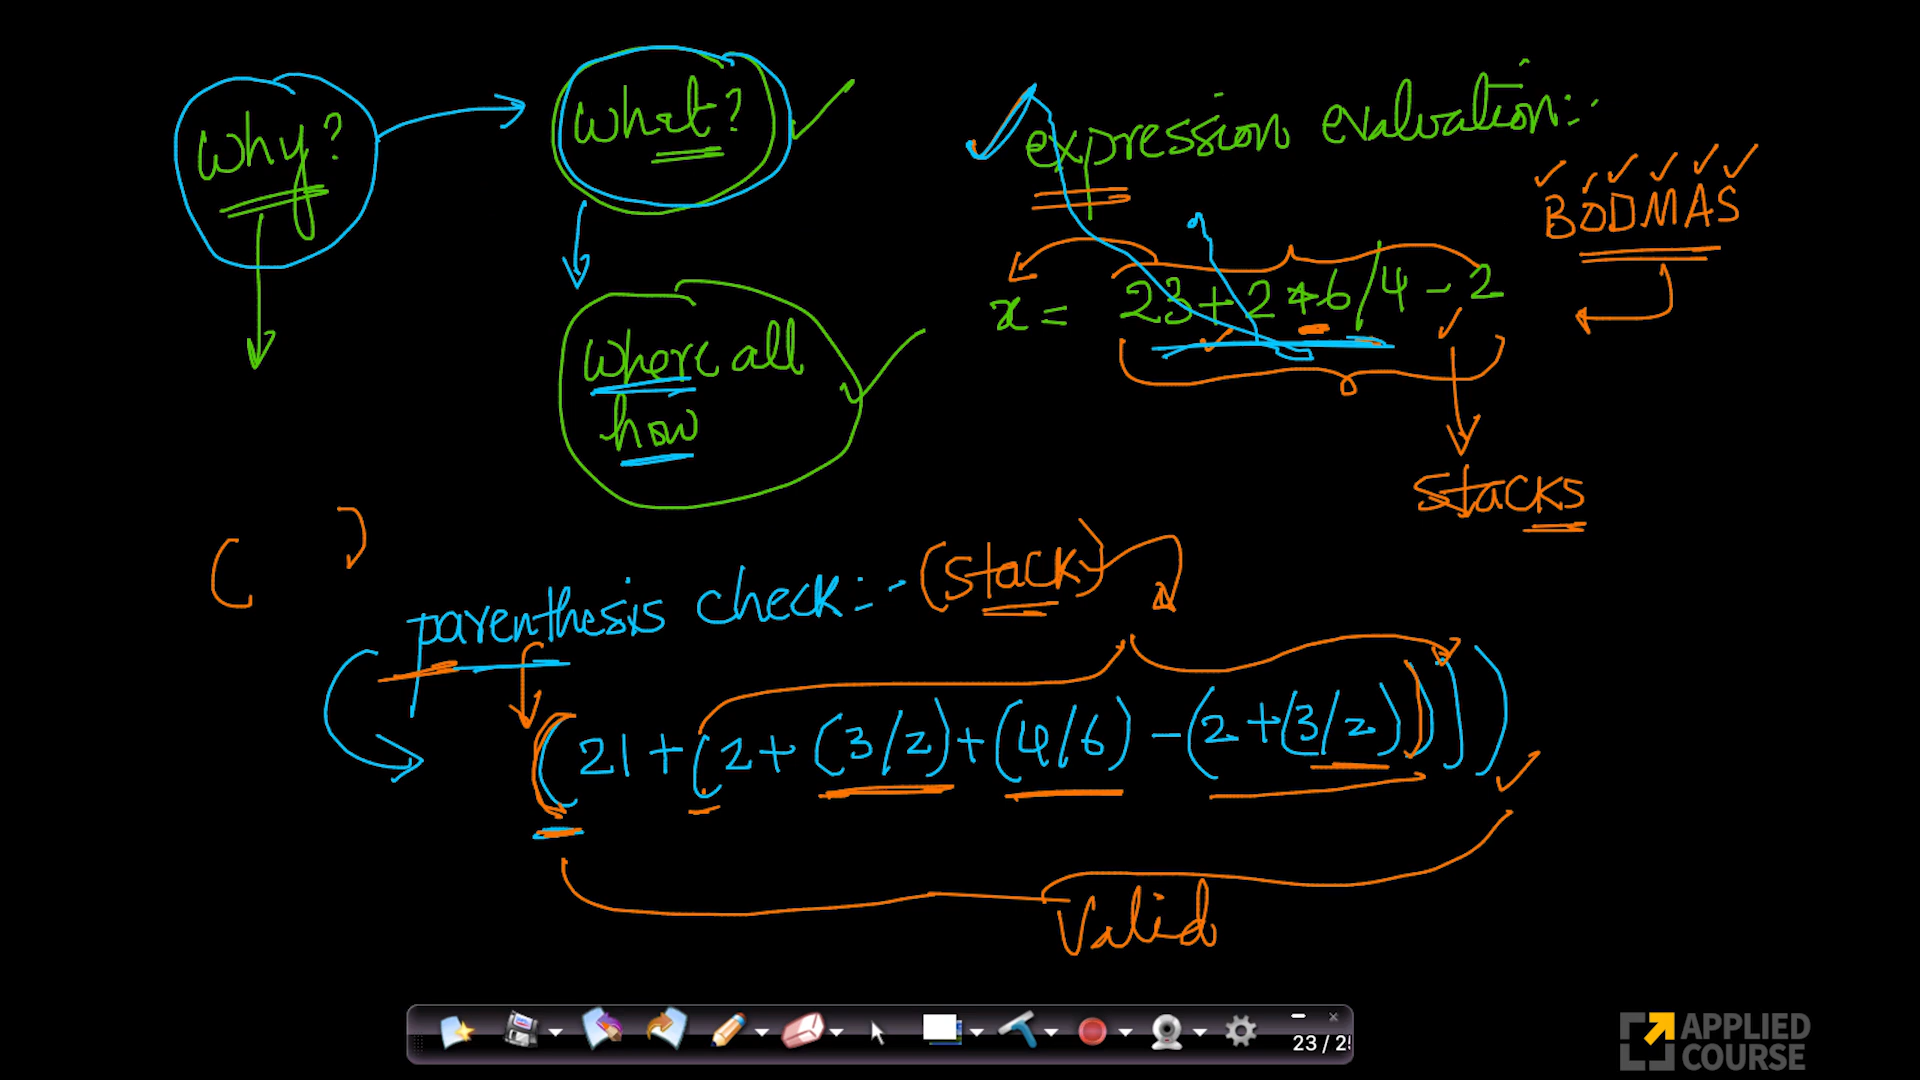 why?
what?
where all
how
expression evaluation:-
BODMAS
x = 23 + 2 * 6 / 4 - 2
stacks
( )
parenthesis check:- (stack)
(21 + (2 + (3/2) + (4/6) - (2 + (3/2))))
Valid
23 / 2
APPLIED
COURSE